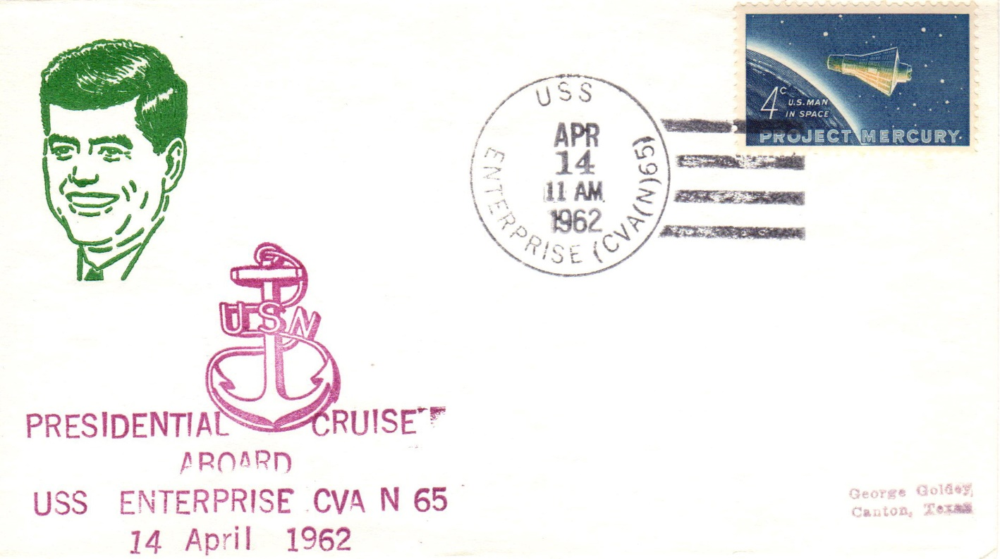 4c U.S. MAN
IN SPACE
PROJECT MERCURY
USS
ENTERPRISE (CVA(N)65)
APR
14
11 AM
1962
USN
PRESIDENTIAL CRUISE
ABOARD
USS ENTERPRISE CVA N 65
14 April 1962
George Goldey
Canton, Texas